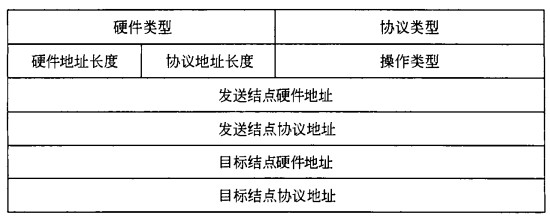 硬件类型 协议类型
硬件地址长度 协议地址长度 操作类型
发送结点硬件地址
发送结点协议地址
目标结点硬件地址
目标结点协议地址